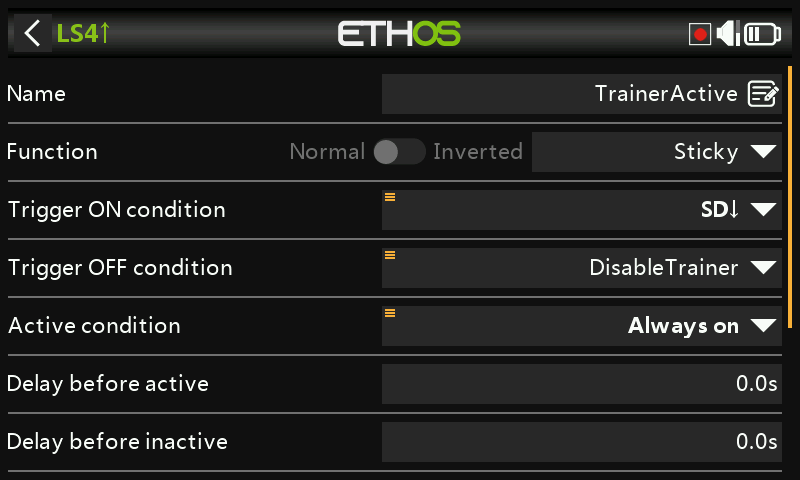 LS4↑ ETHOS
Name TrainerActive
Function Normal Inverted Sticky
Trigger ON condition SD↓
Trigger OFF condition DisableTrainer
Active condition Always on
Delay before active 0.0s
Delay before inactive 0.0s